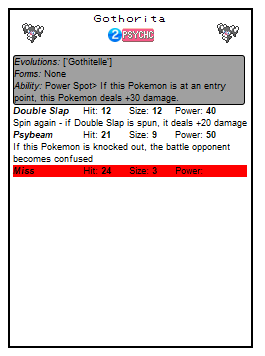 Gothorita
2 PSYCHC
Evolutions: ['Gothitelle']
Forms: None
Ability: Power Spot> If this Pokemon is at an entry
point, this Pokemon deals +30 damage.
Double Slap Hit: 12 Size: 12 Power: 40
Spin again - if Double Slap is spun, it deals +20 damage
Psybeam Hit: 21 Size: 9 Power: 50
If this Pokemon is knocked out, the battle opponent
becomes confused
Miss Hit: 24 Size: 3 Power: